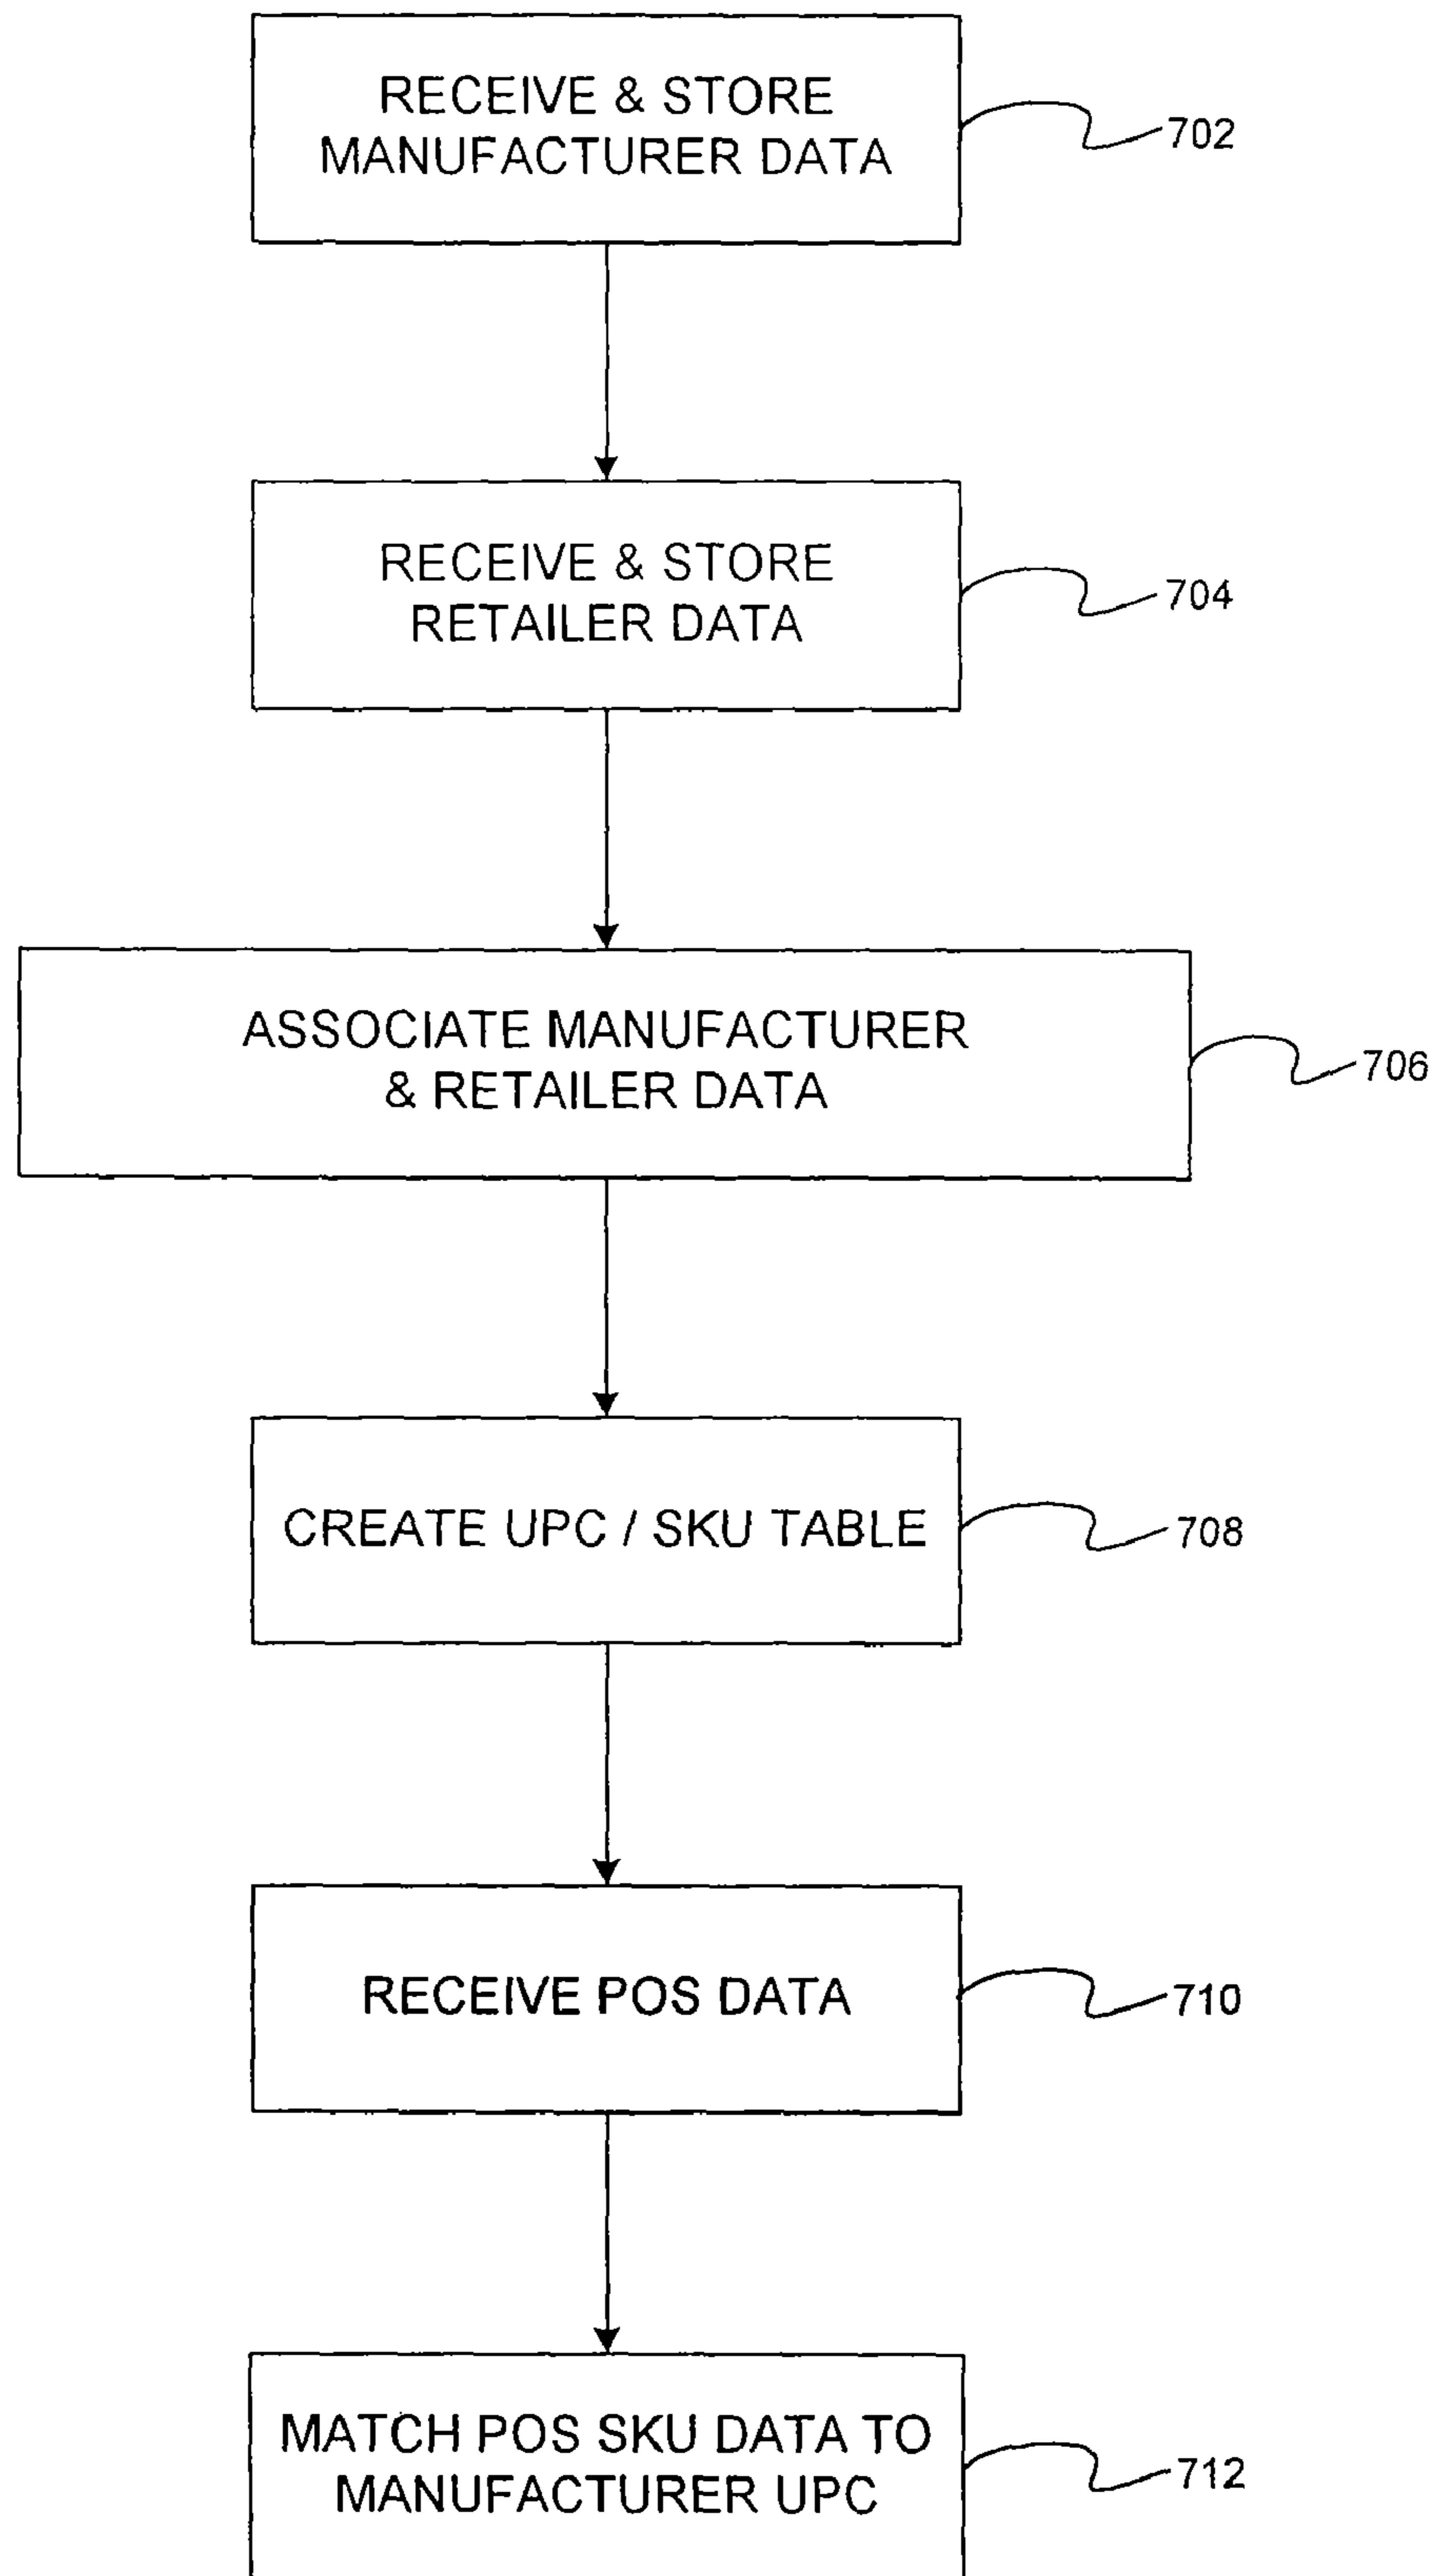 RECEIVE & STORE
MANUFACTURER DATA
702
RECEIVE & STORE
RETAILER DATA
704
ASSOCIATE MANUFACTURER
& RETAILER DATA
706
CREATE UPC / SKU TABLE
708
RECEIVE POS DATA
710
MATCH POS SKU DATA TO
MANUFACTURER UPC
712